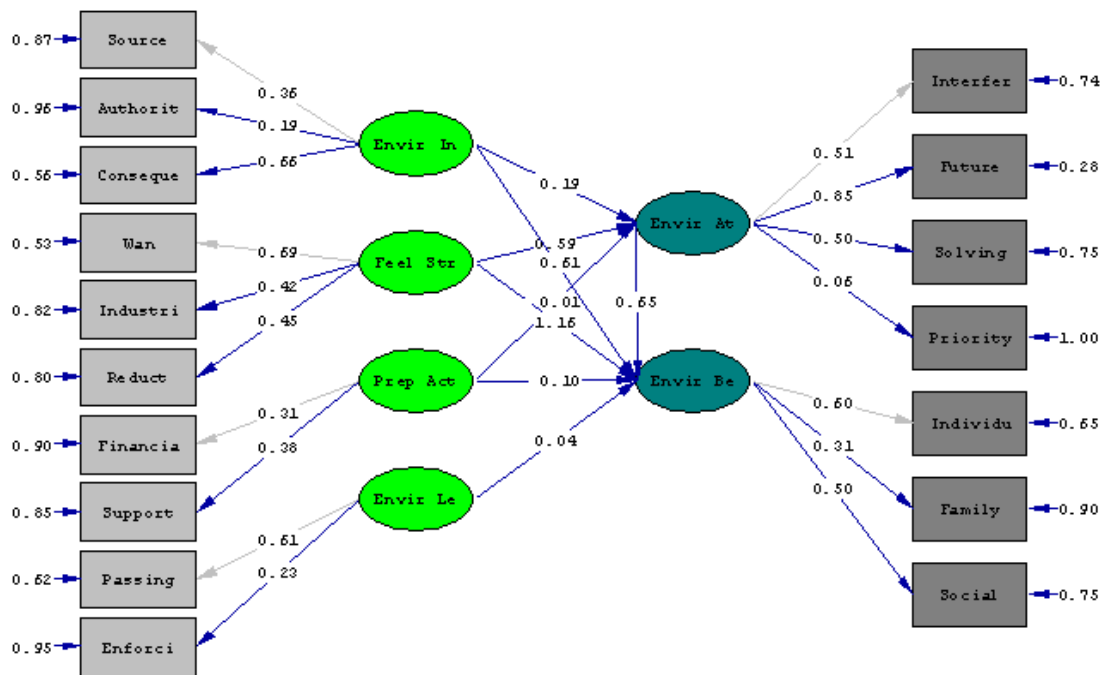 0.87
Source
0.96
Authorit
0.56
Conseque
0.53
Wan
0.82
Industri
0.80
Reduct
0.90
Financia
0.85
Support
0.62
Passing
0.95
Enforci
0.36
0.19
0.66
0.69
0.42
0.45
0.31
0.38
0.61
0.23
Envir In
Feel Str
Prep Act
Envir Le
0.19
0.59
0.61
0.01
1.16
0.10
0.04
0.65
Envir At
Envir Be
0.51
0.85
0.50
0.06
0.60
0.31
0.50
Interfer
0.74
Future
0.28
Solving
0.75
Priority
1.00
Individu
0.65
Family
0.90
Social
0.75